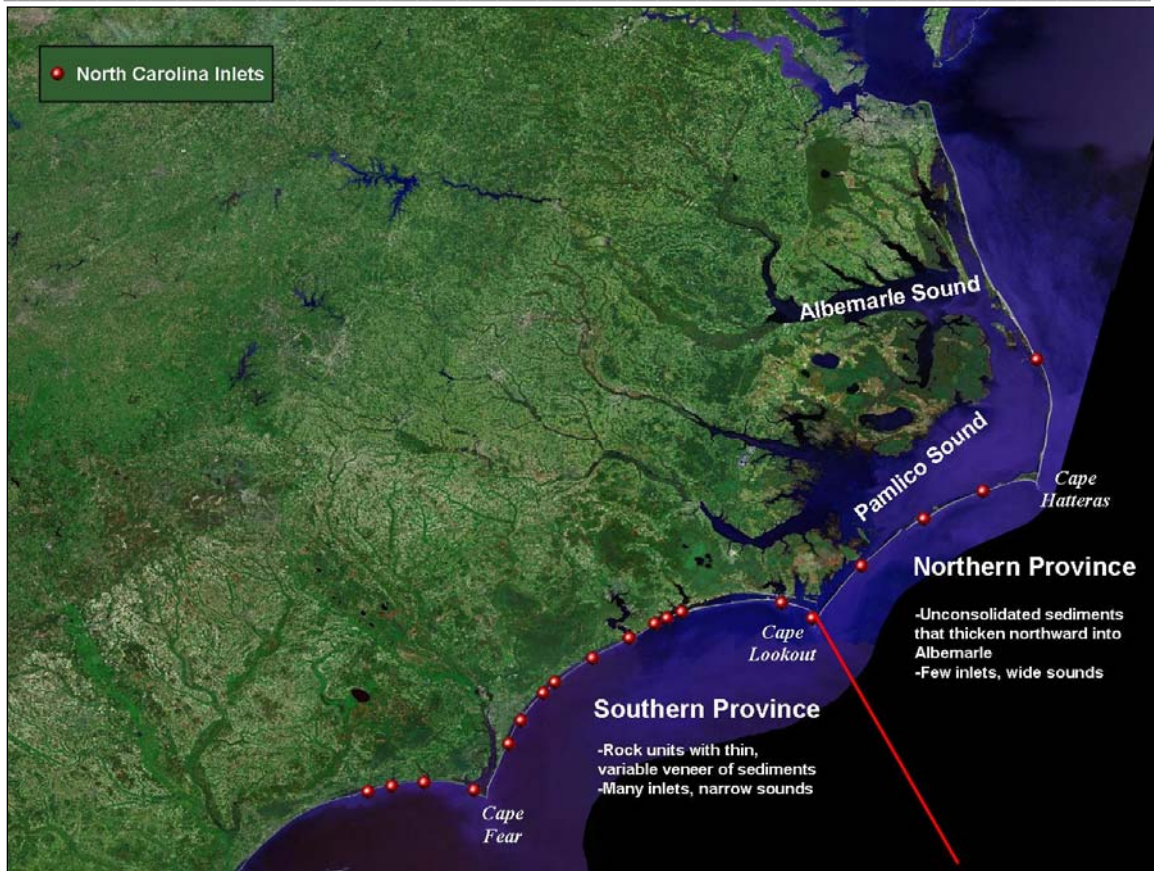 North Carolina Inlets
Albemarle Sound
Pamlico Sound
Cape
Hatteras
Northern Province
-Unconsolidated sediments
that thicken northward into
Albemarle
-Few inlets, wide sounds
Cape
Lookout
Southern Province
-Rock units with thin,
variable veneer of sediments
-Many inlets, narrow sounds
Cape
Fear